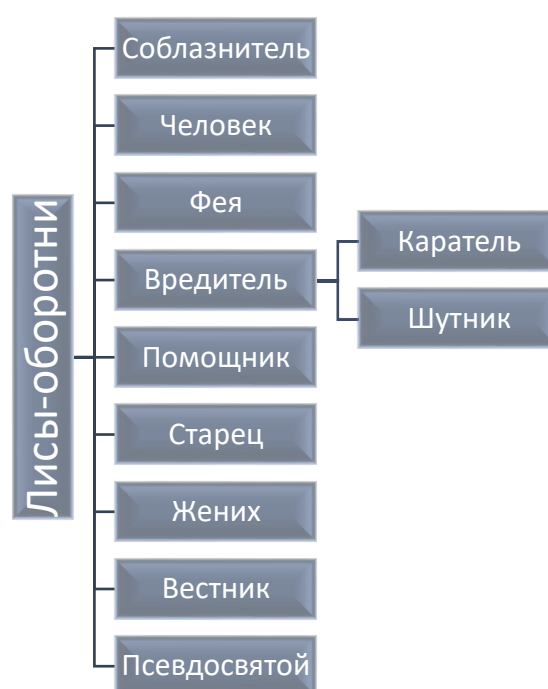 Лисы-оборотни
Соблазнитель
Человек
Фея
Вредитель
Каратель
Шутник
Помощник
Старец
Жених
Вестник
Псевдосвятой